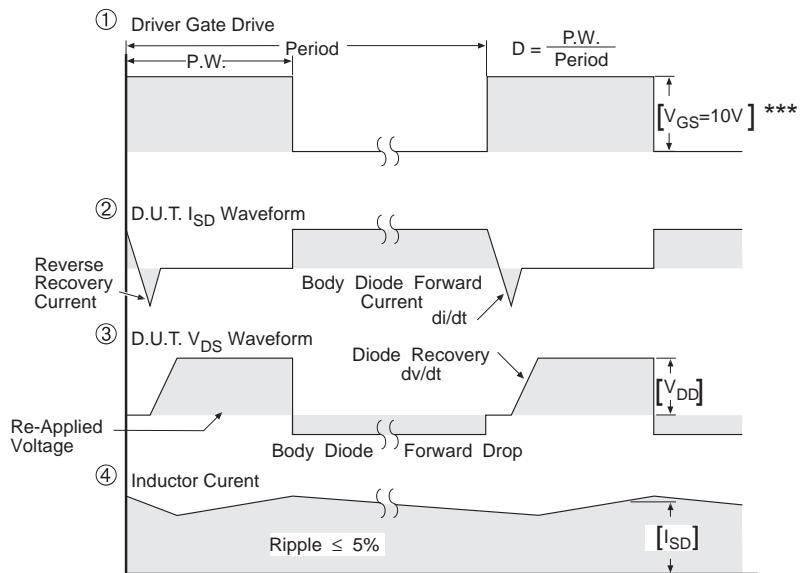 ① Driver Gate Drive
P.W.
Period
D = P.W.
Period
[VGS=10V] ***
② D.U.T. ISD Waveform
Reverse
Recovery
Current
Body Diode Forward
Current
di/dt
③ D.U.T. VDS Waveform
Diode Recovery
dv/dt
[VDD]
Re-Applied
Voltage
Body Diode Forward Drop
④ Inductor Curent
Ripple ≤ 5%
[ISD]